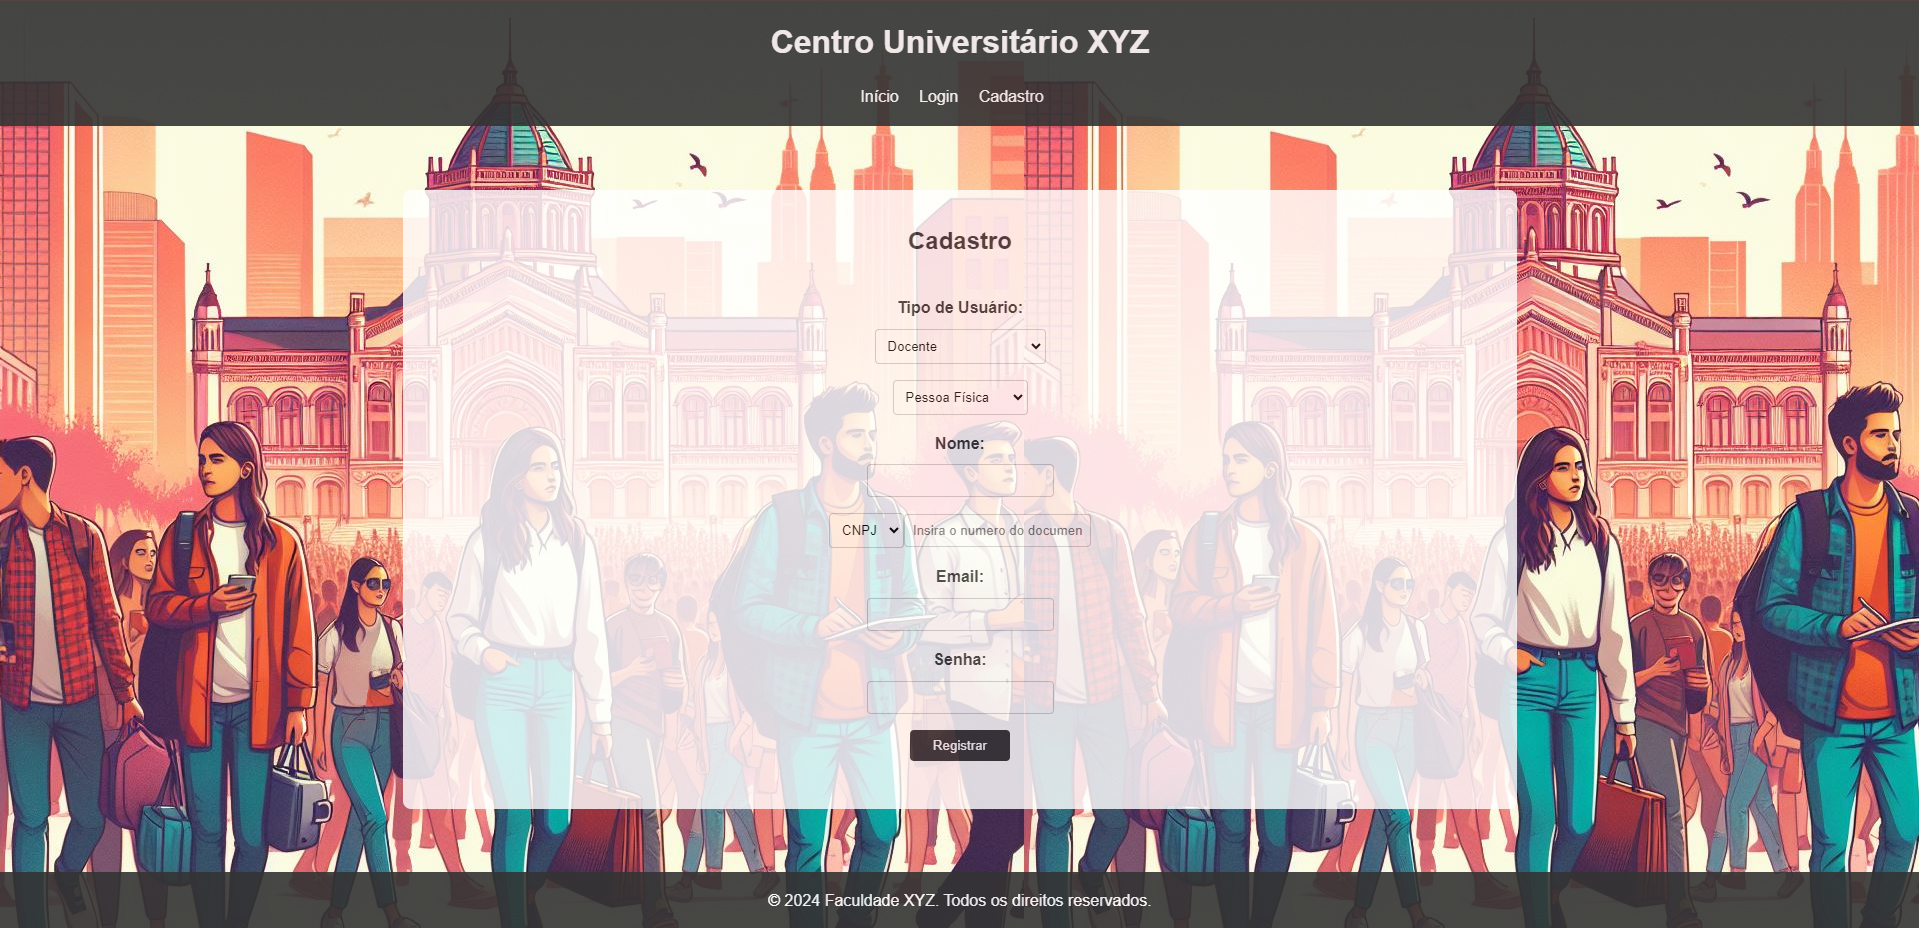 Centro Universitário XYZ
Início Login Cadastro
Cadastro
Tipo de Usuário:
Docente
Pessoa Física
Nome:
CNPJ Insira o numero do documen
Email:
Senha:
Registrar
© 2024 Faculdade XYZ. Todos os direitos reservados.